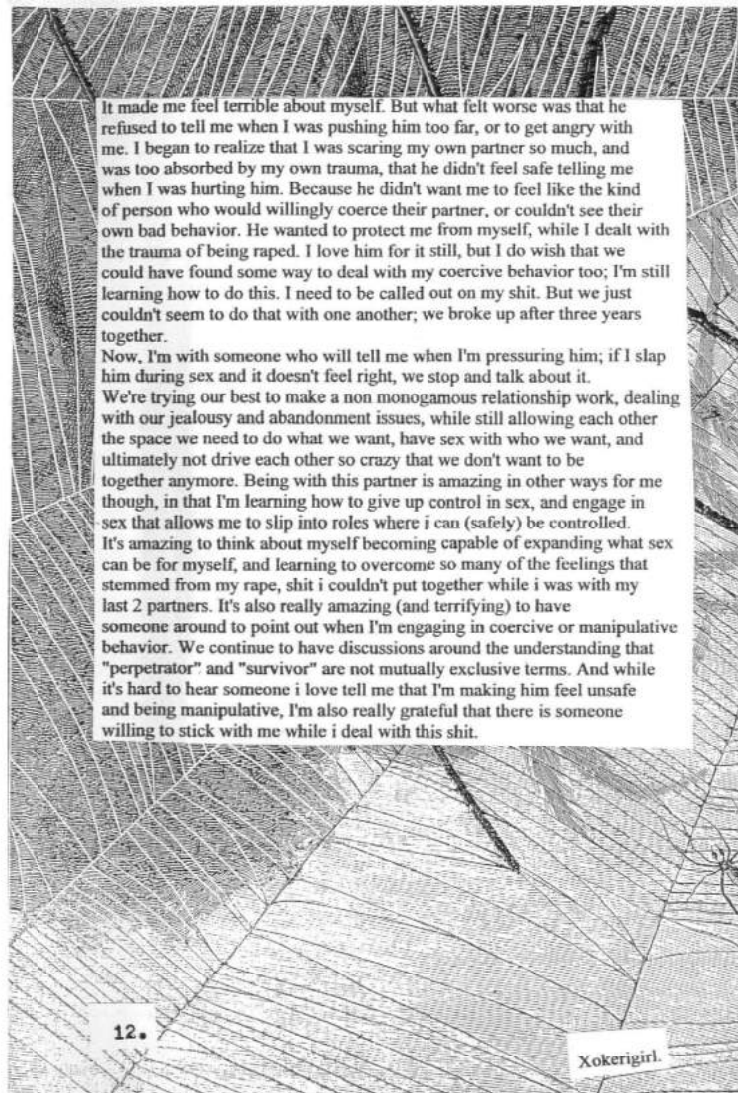 It made me feel terrible about myself. But what felt worse was that he
refused to tell me when I was pushing him too far, or to get angry with
me. I began to realize that I was scaring my own partner so much, and
was too absorbed by my own trauma, that he didn't feel safe telling me
when I was hurting him. Because he didn't want me to feel like the kind
of person who would willingly coerce their partner, or couldn't see their
own bad behavior. He wanted to protect me from myself, while I dealt with
the trauma of being raped. I love him for it still, but I do wish that we
could have found some way to deal with my coercive behavior too; I'm still
learning how to do this. I need to be called out on my shit. But we just
couldn't seem to do that with one another; we broke up after three years
together.
Now, I'm with someone who will tell me when I'm pressuring him; if I slap
him during sex and it doesn't feel right, we stop and talk about it.
We're trying our best to make a non monogamous relationship work, dealing
with our jealousy and abandonment issues, while still allowing each other
the space we need to do what we want, have sex with who we want, and
ultimately not drive each other so crazy that we don't want to be
together anymore. Being with this partner is amazing in other ways for me
though, in that I'm learning how to give up control in sex, and engage in
sex that allows me to slip into roles where i can (safely) be controlled.
It's amazing to think about myself becoming capable of expanding what sex
can be for myself, and learning to overcome so many of the feelings that
stemmed from my rape, shit i couldn't put together while i was with my
last 2 partners. It's also really amazing (and terrifying) to have
someone around to point out when I'm engaging in coercive or manipulative
behavior. We continue to have discussions around the understanding that
"perpetrator" and "survivor" are not mutually exclusive terms. And while
it's hard to hear someone i love tell me that I'm making him feel unsafe
and being manipulative, I'm also really grateful that there is someone
willing to stick with me while i deal with this shit.
12.
Xokerigirl.